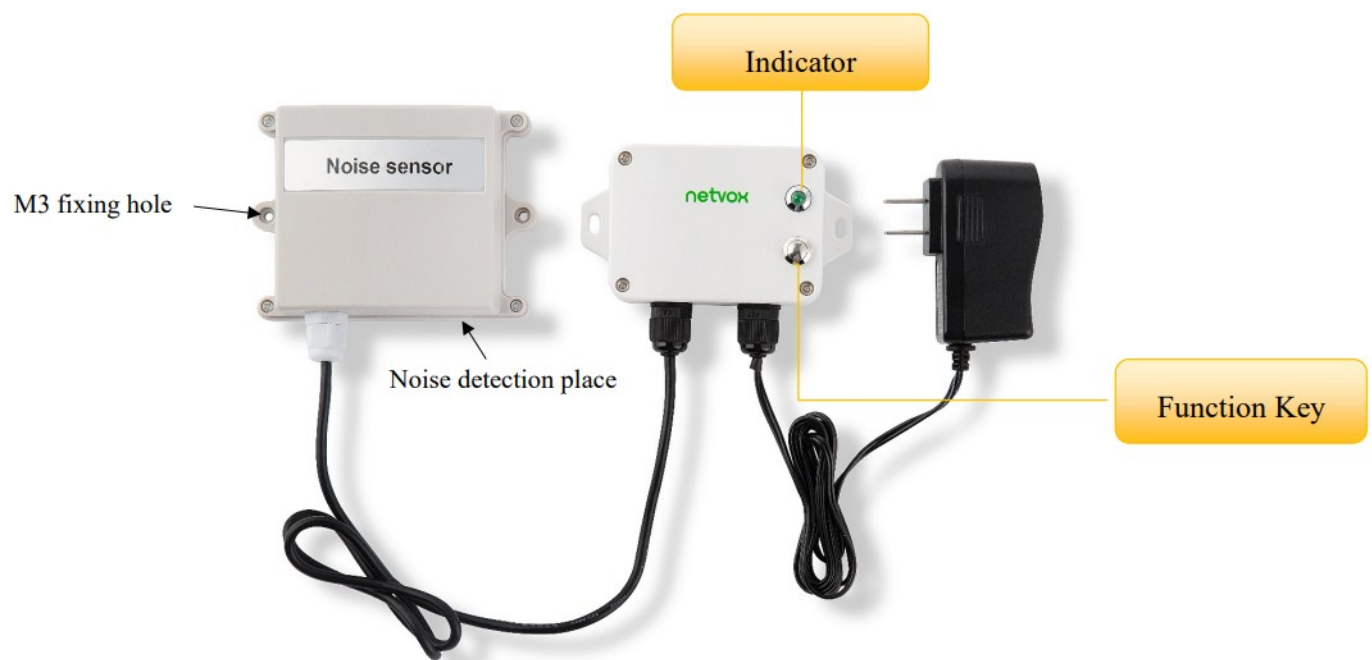 Indicator
Noise sensor
netvox
M3 fixing hole
Noise detection place
Function Key